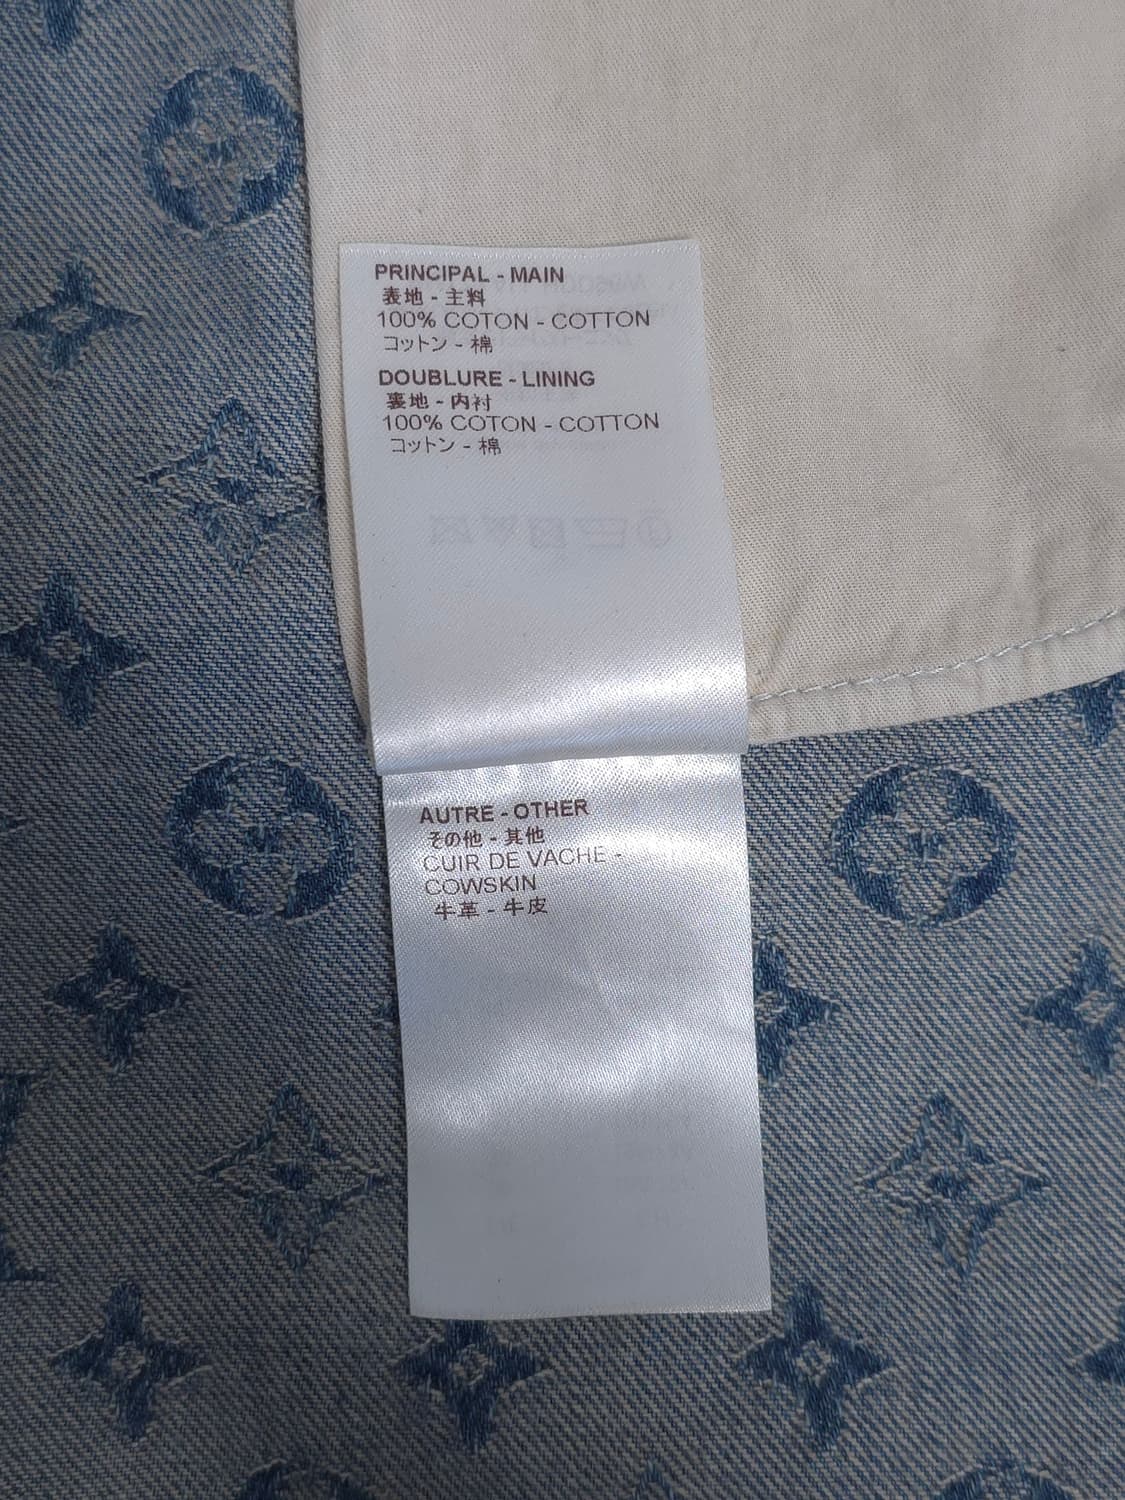 PRINCIPAL - MAIN
表地 - 主料
100% COTON - COTTON
コットン - 棉
DOUBLURE - LINING
裏地 - 内衬
100% COTON - COTTON
コットン - 棉
AUTRE - OTHER
その他 - 其他
CUIR DE VACHE -
COWSKIN
牛革 - 牛皮